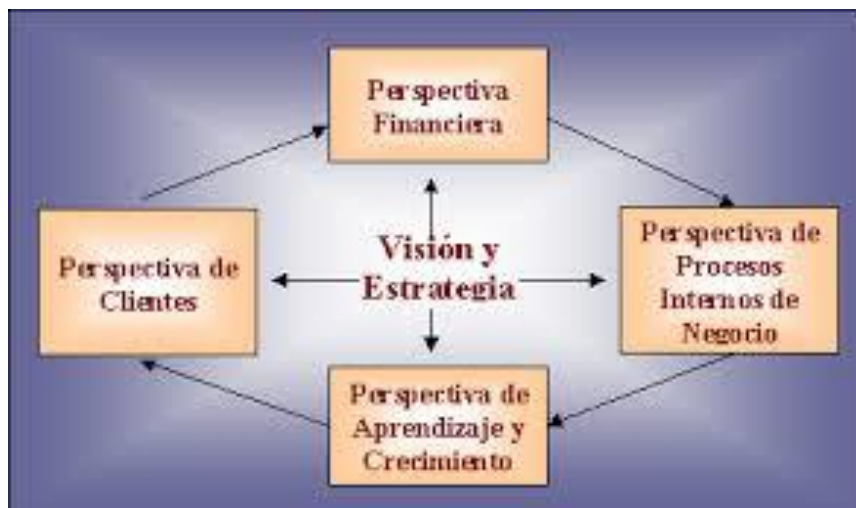 Perspectiva
Financiera
Perspectiva de
Clientes
Visión y
Estrategia
Perspectiva de
Procesos
Internos de
Negocio
Perspectiva de
Aprendizaje y
Crecimiento